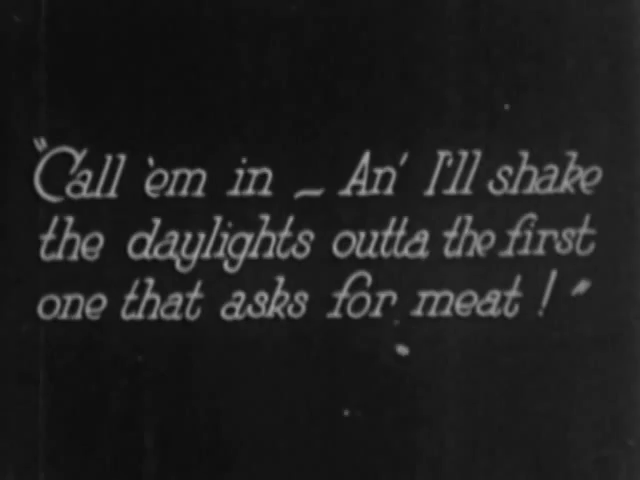 "Call 'em in – An' I'll shake
the daylights outta the first
one that asks for meat!"